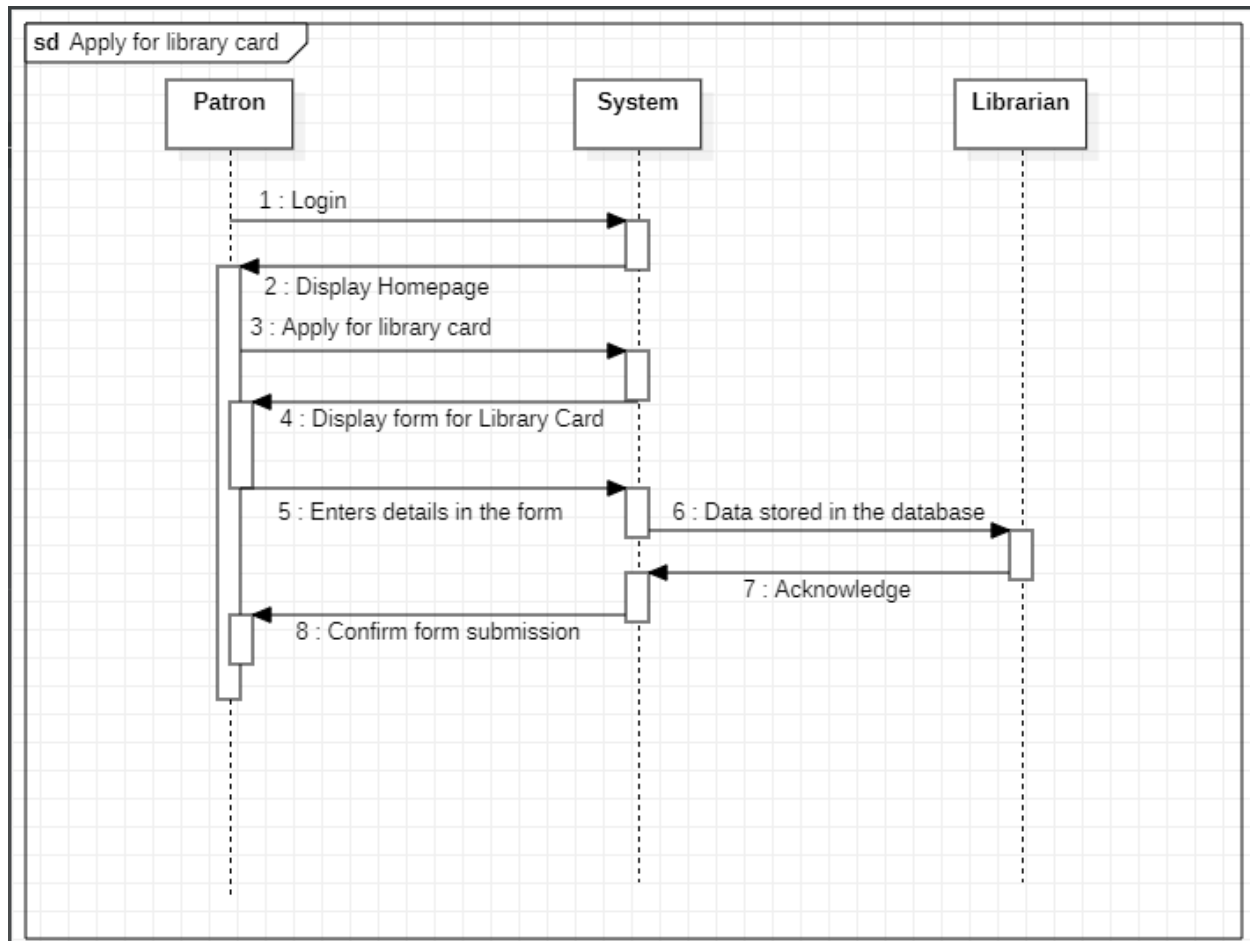 sd Apply for library card
Patron
System
Librarian
1 : Login
2 : Display Homepage
3 : Apply for library card
4 : Display form for Library Card
5 : Enters details in the form
6 : Data stored in the database
7 : Acknowledge
8 : Confirm form submission